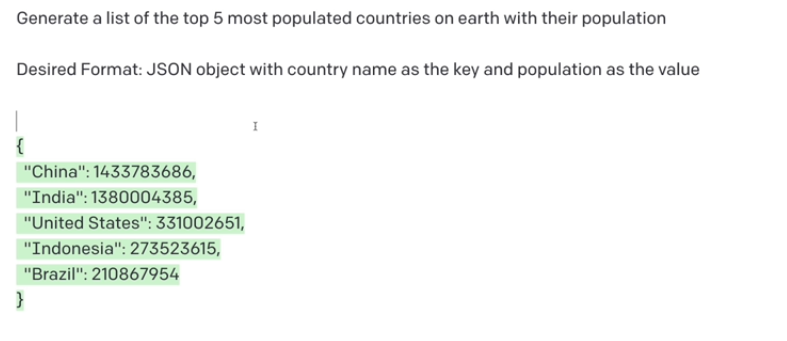 Generate a list of the top 5 most populated countries on earth with their population
Desired Format: JSON object with country name as the key and population as the value
{
"China": 1433783686,
"India": 1380004385,
"United States": 331002651,
"Indonesia": 273523615,
"Brazil": 210867954
}